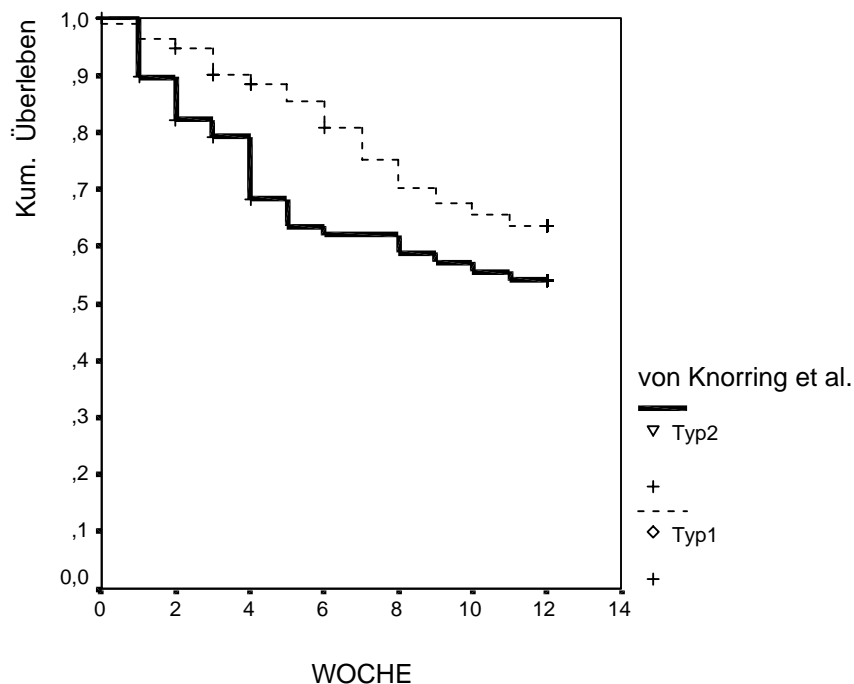 Kum. Überleben
1,0
,9
,8
,7
,6
,5
,4
,3
,2
,1
0,0
0 2 4 6 8 10 12 14
WOCHE
von Knorring et al.
Typ2
Typ1